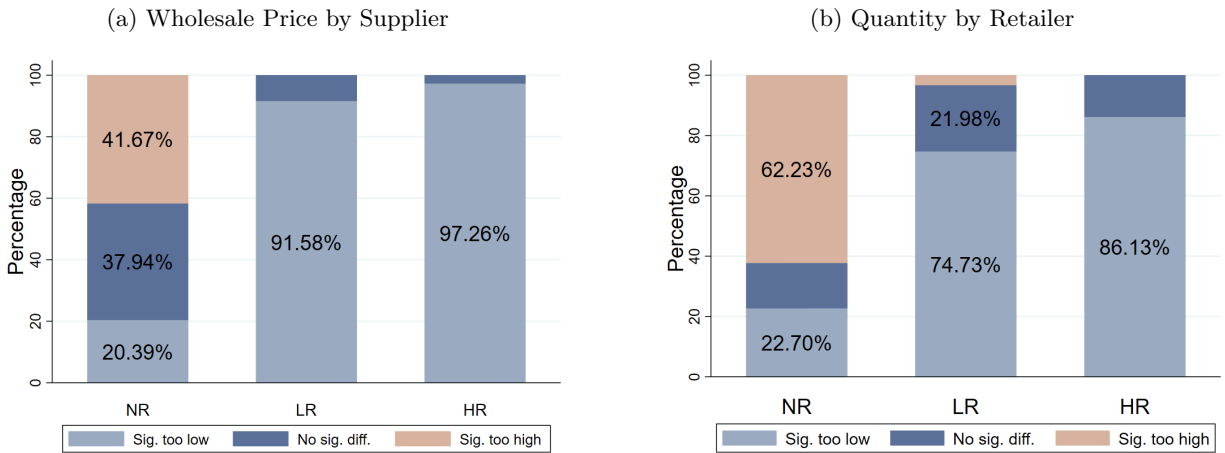 (a) Wholesale Price by Supplier
Percentage
100
80
60
40
20
0
41.67%
37.94%
20.39%
91.58%
97.26%
NR LR HR
Sig. too low No sig. diff. Sig. too high
(b) Quantity by Retailer
Percentage
100
80
60
40
20
0
62.23%
22.70%
21.98%
74.73%
86.13%
NR LR HR
Sig. too low No sig. diff. Sig. too high